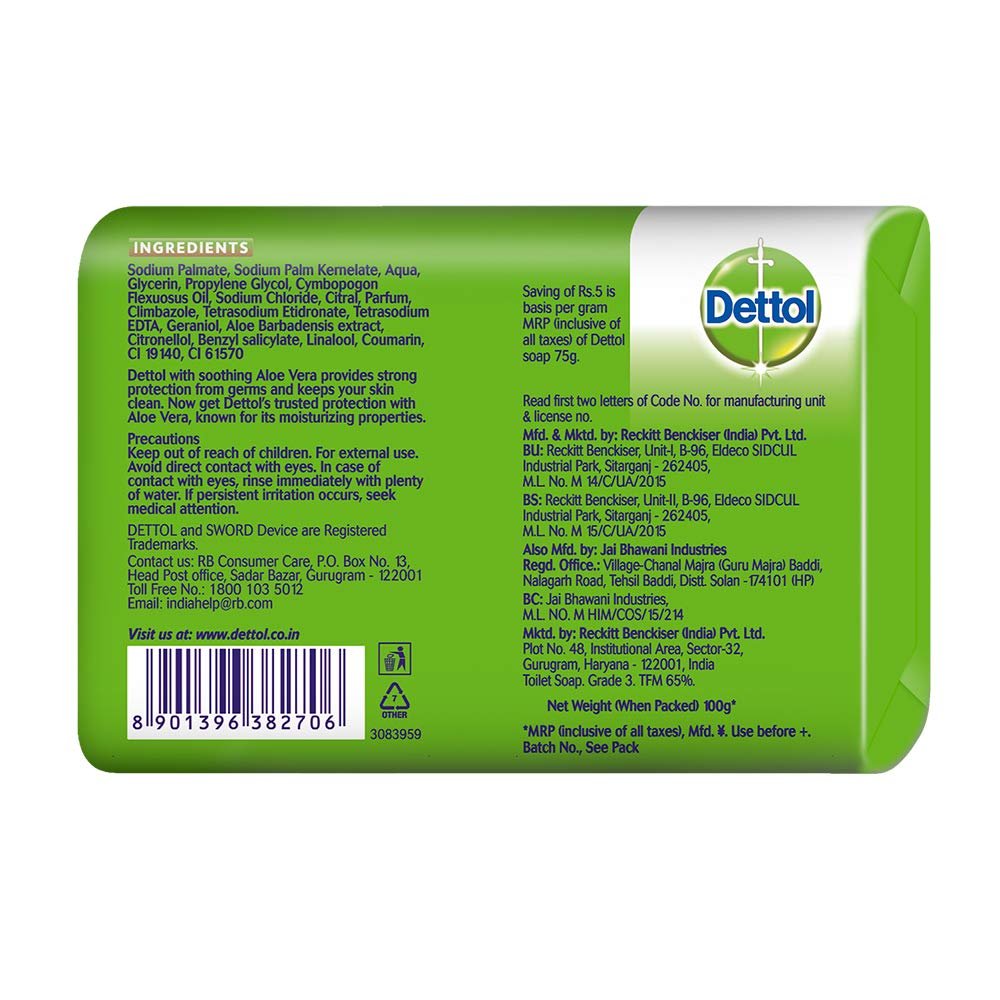 INGREDIENTS
Sodium Palmate, Sodium Palm Kernelate, Aqua,
Glycerin, Propylene Glycol, Cymbopogon
Flexuosus Oil, Sodium Chloride, Citral, Parfum,
Climbazole, Tetrasodium Etidronate, Tetrasodium
EDTA, Geraniol, Aloe Barbadensis extract,
Citronellol, Benzyl salicylate, Linalool, Coumarin,
CI 19140, CI 61570
Dettol with soothing Aloe Vera provides strong
protection from germs and keeps your skin
clean. Now get Dettol's trusted protection with
Aloe Vera, known for its moisturizing properties.
Precautions
Keep out of reach of children. For external use.
Avoid direct contact with eyes. In case of
contact with eyes, rinse immediately with plenty
of water. If persistent irritation occurs, seek
medical attention.
DETTOL and SWORD Device are Registered
Trademarks.
Contact us: RB Consumer Care, P.O. Box No. 13,
Head Post office, Sadar Bazar, Gurugram - 122001
Toll Free No.: 1800 103 5012
Email: indiahelp@rb.com
Visit us at: www.dettol.co.in
8 901396 382706
7
OTHER
3083959
Dettol
Saving of Rs.5 is
basis per gram
MRP (inclusive of
all taxes) of Dettol
soap 75g.
Read first two letters of Code No. for manufacturing unit
& license no.
Mfd. & Mktd. by: Reckitt Benckiser (India) Pvt. Ltd.
BU: Reckitt Benckiser, Unit-I, B-96, Eldeco SIDCUL
Industrial Park, Sitarganj - 262405,
M.L. No. M 14/C/UA/2015
BS: Reckitt Benckiser, Unit-II, B-96, Eldeco SIDCUL
Industrial Park, Sitarganj - 262405,
M.L. No. M 15/C/UA/2015
Also Mfd. by: Jai Bhawani Industries
Regd. Office.: Village-Chanal Majra (Guru Majra) Baddi,
Nalagarh Road, Tehsil Baddi, Distt. Solan -174101 (HP)
BC: Jai Bhawani Industries,
M.L. NO. M HIM/COS/15/214
Mktd. by: Reckitt Benckiser (India) Pvt. Ltd.
Plot No. 48, Institutional Area, Sector-32,
Gurugram, Haryana - 122001, India
Toilet Soap. Grade 3. TFM 65%.
Net Weight (When Packed) 100g*
*MRP (inclusive of all taxes), Mfd. ¥. Use before +.
Batch No., See Pack